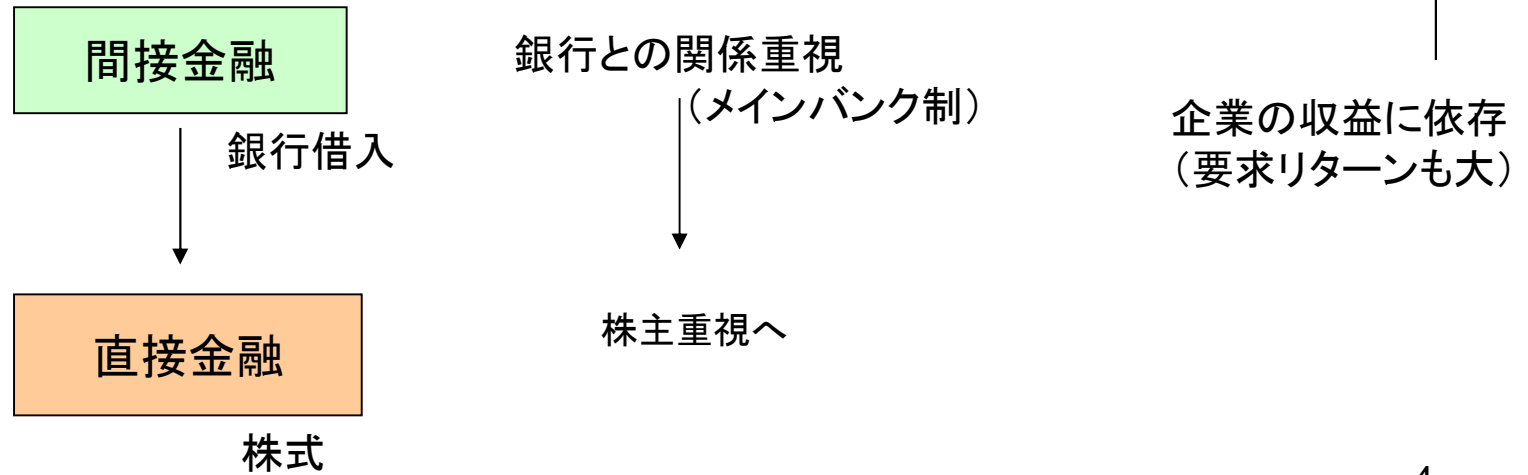 間接金融
銀行借入
直接金融
株式
銀行との関係重視
（メインバンク制）
株主重視へ
企業の収益に依存
（要求リターンも大）